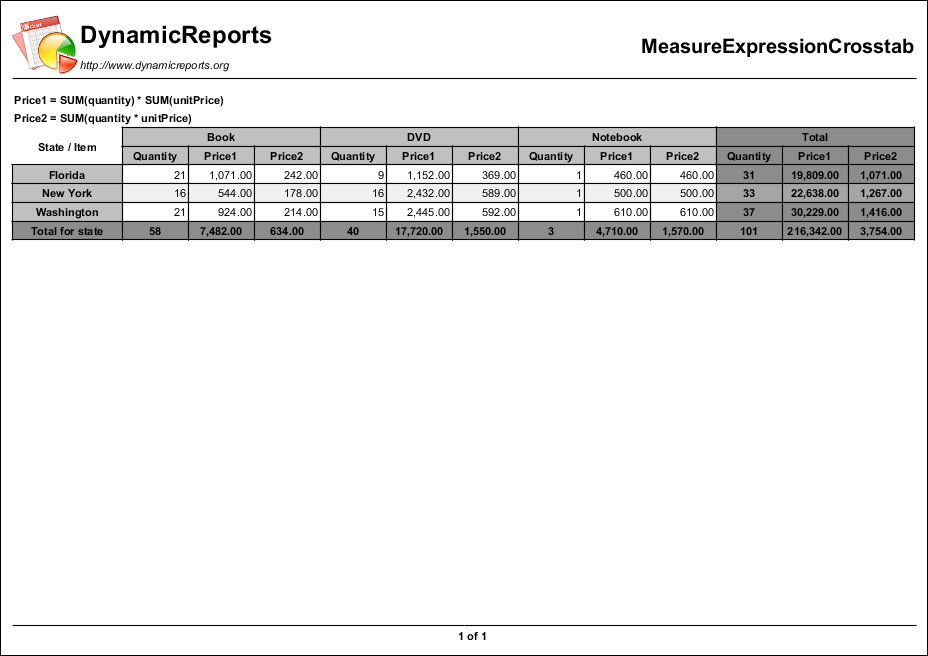 DynamicReports
MeasureExpressionCrosstab
http://www.dynamicreports.org
Price1 = SUM(quantity) * SUM(unitPrice)
Price2 = SUM(quantity * unitPrice)
State / Item Book DVD Notebook Total
Quantity Price1 Price2 Quantity Price1 Price2 Quantity Price1 Price2 Quantity Price1 Price2
Florida 21 1,071.00 242.00 9 1,152.00 369.00 1 460.00 460.00 31 19,809.00 1,071.00
New York 16 544.00 178.00 16 2,432.00 589.00 1 500.00 500.00 33 22,638.00 1,267.00
Washington 21 924.00 214.00 15 2,445.00 592.00 1 610.00 610.00 37 30,229.00 1,416.00
Total for state 58 7,482.00 634.00 40 17,720.00 1,550.00 3 4,710.00 1,570.00 101 216,342.00 3,754.00
1 of 1